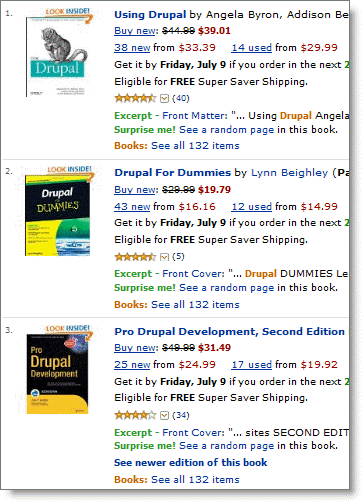 1.
LOOK INSIDE!
Using
Drupal
O'REILLY
Using Drupal by Angela Byron, Addison Be
Buy new: $44.99 $39.01
38 new from $33.39 14 used from $29.99
Get it by Friday, July 9 if you order in the next 2
Eligible for FREE Super Saver Shipping.
(40)
Excerpt - Front Matter: "... Using Drupal Angela
Surprise me! See a random page in this book.
Books: See all 132 items
2.
LOOK INSIDE!
Drupal
FOR
DUMMIES
Drupal For Dummies by Lynn Beighley (Pa
Buy new: $29.99 $19.79
43 new from $16.16 12 used from $14.99
Get it by Friday, July 9 if you order in the next 2
Eligible for FREE Super Saver Shipping.
(5)
Excerpt - Front Cover: "... Drupal DUMMIES Le
Surprise me! See a random page in this book.
Books: See all 132 items
3.
LOOK INSIDE!
Pro
Drupal
Development
Pro Drupal Development, Second Edition
Buy new: $49.99 $31.49
25 new from $24.99 17 used from $19.92
Get it by Friday, July 9 if you order in the next 2
Eligible for FREE Super Saver Shipping.
(34)
Excerpt - Front Cover: "... sites SECOND EDIT
Surprise me! See a random page in this book.
See newer edition of this book
Books: See all 132 items